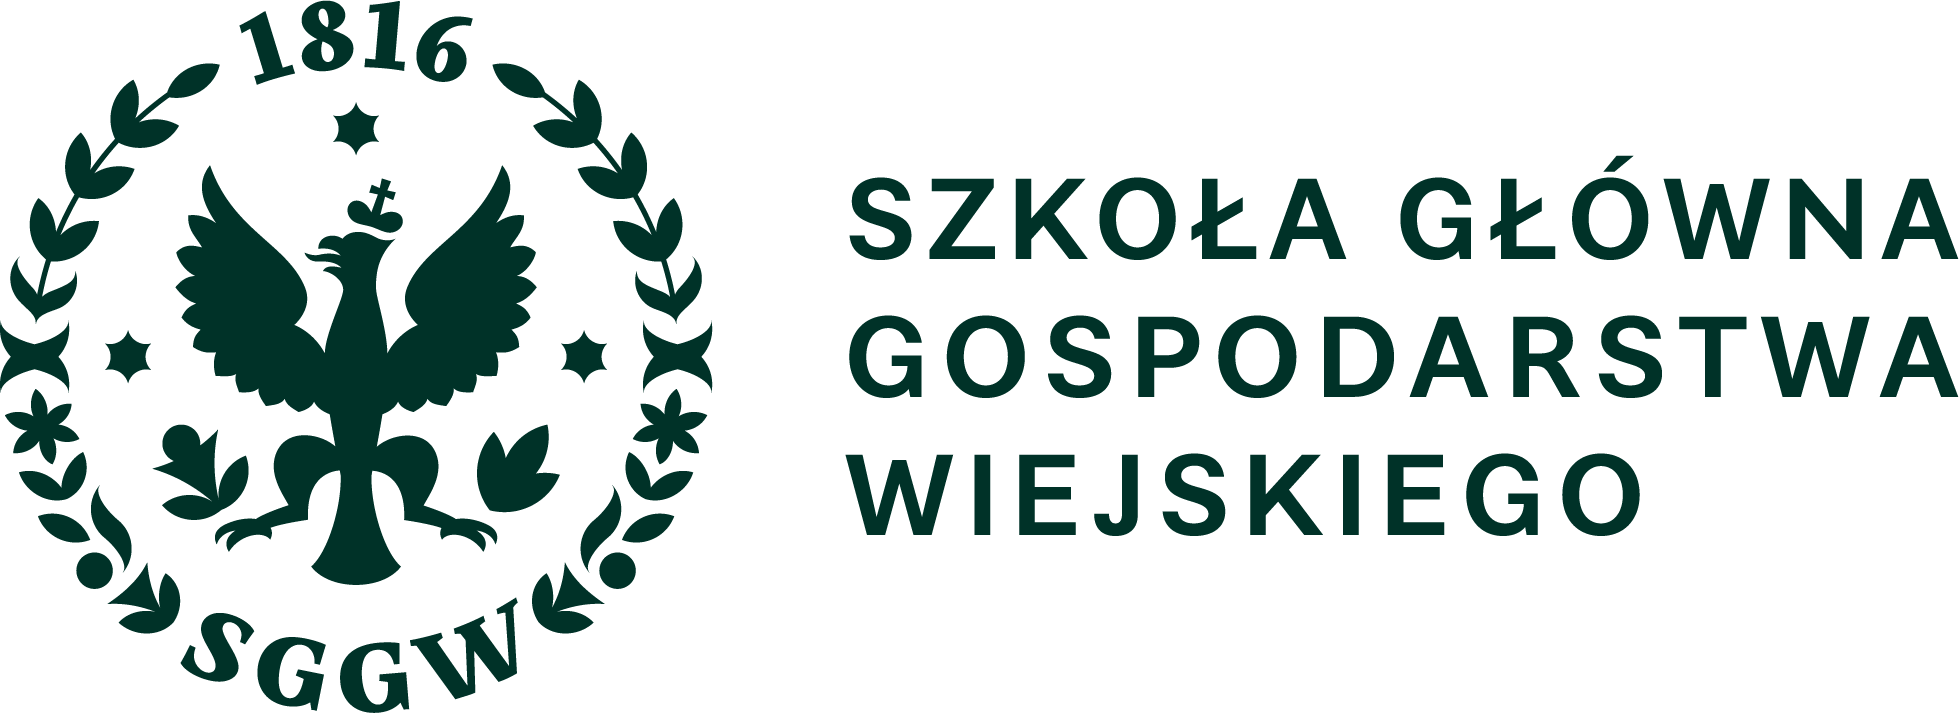 1816
SGGW
SZKOŁA GŁÓWNA
GOSPODARSTWA
WIEJSKIEGO